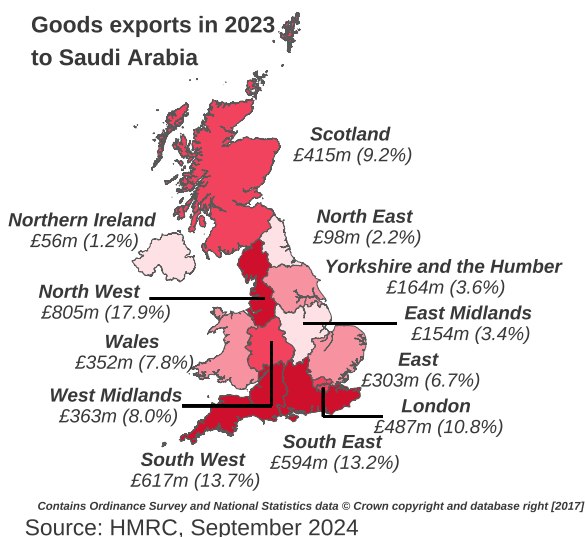 Goods exports in 2023
to Saudi Arabia
Scotland
£415m (9.2%)
Northern Ireland
£56m (1.2%)
North East
£98m (2.2%)
Yorkshire and the Humber
£164m (3.6%)
North West
£805m (17.9%)
East Midlands
£154m (3.4%)
Wales
£352m (7.8%)
East
£303m (6.7%)
West Midlands
£363m (8.0%)
London
£487m (10.8%)
South East
£594m (13.2%)
South West
£617m (13.7%)
Contains Ordinance Survey and National Statistics data © Crown copyright and database right [2017]
Source: HMRC, September 2024